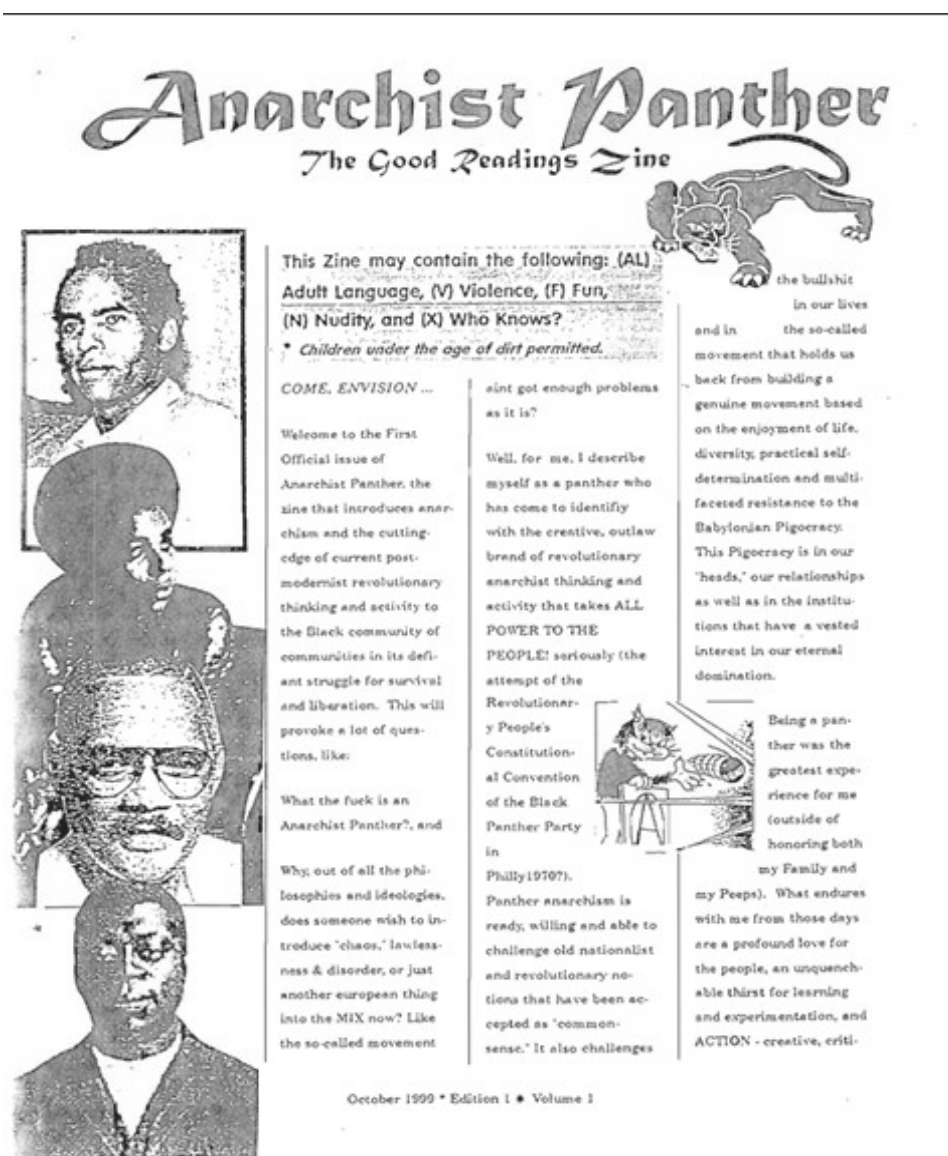 Anarchist Panther
The Good Readings Zine
This Zine may contain the following: (AL)
Adult Language, (V) Violence, (F) Fun,
(N) Nudity, and (X) Who Knows?
* Children under the age of dirt permitted.
COME, ENVISION ...
Welcome to the First
Official issue of
Anarchist Panther, the
zine that introduces anar-
chism and the cutting-
edge of current post-
modernist revolutionary
thinking and activity to
the Black community of
communities in its defi-
ant struggle for survival
and liberation. This will
provoke a lot of ques-
tions, like:
What the fuck is an
Anarchist Panther?, and
Why, out of all the phi-
losophies and ideologies,
does someone wish to in-
troduce "chaos," lawless-
ness & disorder, or just
another european thing
into the MIX now? Like
the so-called movement
aint got enough problems
as it is?
Well, for me, I describe
myself as a panther who
has come to identifiy
with the creative, outlaw
brand of revolutionary
anarchist thinking and
activity that takes ALL
POWER TO THE
PEOPLE! seriously (the
attempt of the
Revolutionar-
y People's
Constitution-
al Convention
of the Black
Panther Party
in
Philly1970?).
Panther anarchism is
ready, willing and able to
challenge old nationalist
and revolutionary no-
tions that have been ac-
cepted as "common-
sense." It also challenges
the bullshit
in our lives
and in the so-called
movement that holds us
back from building a
genuine movement based
on the enjoyment of life,
diversity, practical self-
determination and multi-
faceted resistance to the
Babylonian Pigocracy.
This Pigocracy is in our
"heads," our relationships
as well as in the institu-
tions that have a vested
interest in our eternal
domination.
Being a pan-
ther was the
greatest expe-
rience for me
(outside of
honoring both
my Family and
my Peeps). What endures
with me from those days
are a profound love for
the people, an unquench-
able thirst for learning
and experimentation, and
ACTION - creative, criti-
October 1999 * Edition 1 ● Volume 1